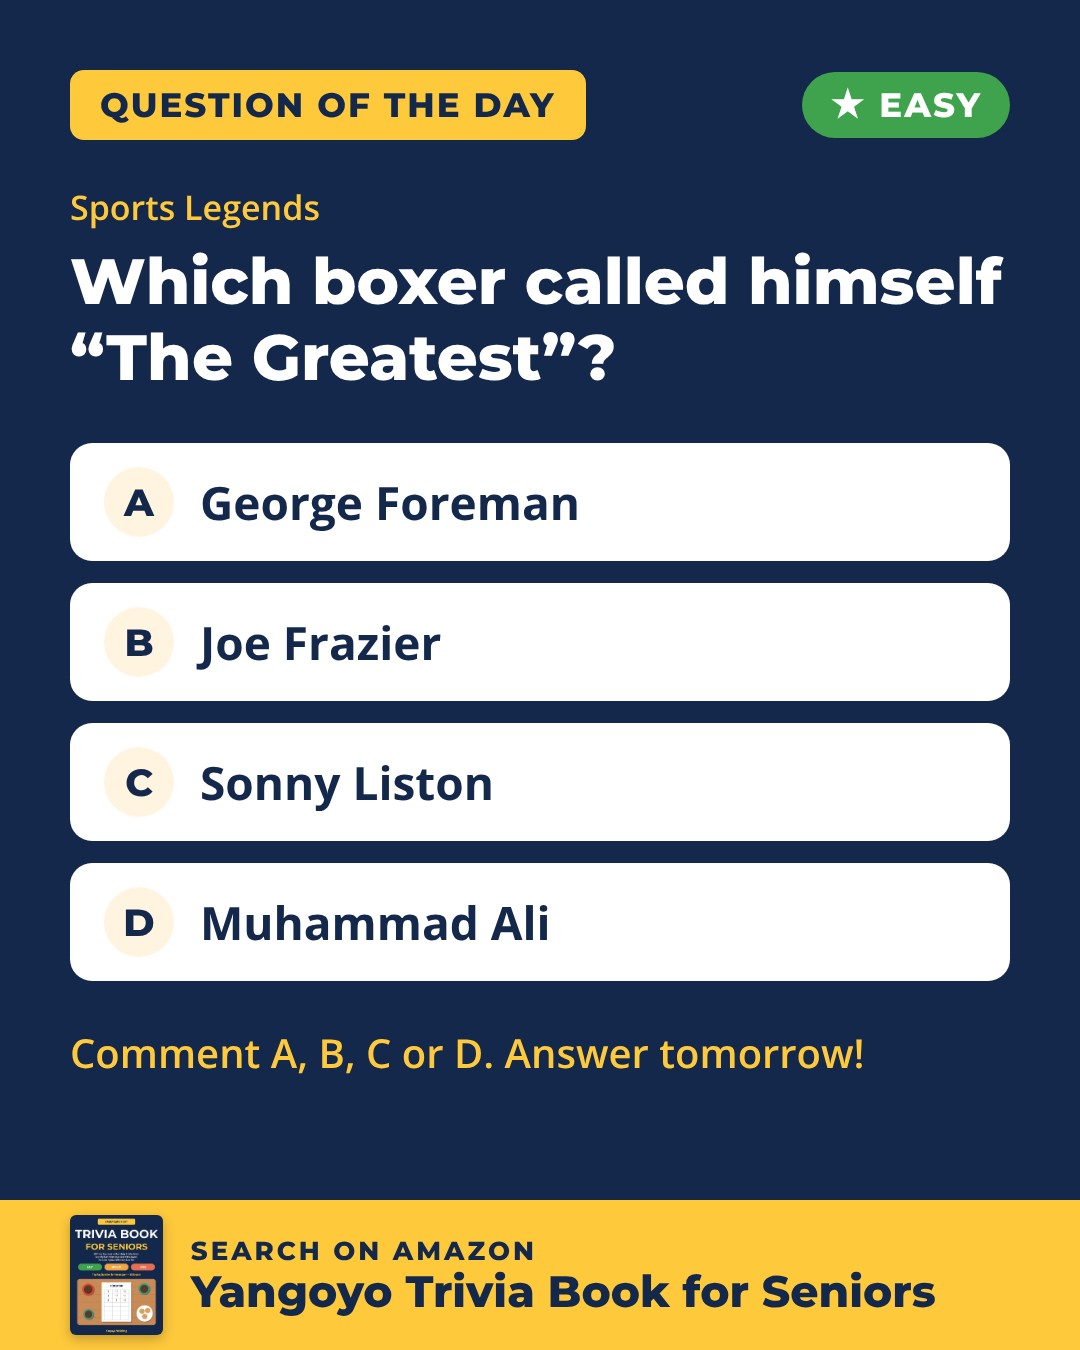 QUESTION OF THE DAY
★ EASY
Sports Legends
Which boxer called himself
“The Greatest”?
A George Foreman
B Joe Frazier
C Sonny Liston
D Muhammad Ali
Comment A, B, C or D. Answer tomorrow!
TRIVIA BOOK
FOR SENIORS
SEARCH ON AMAZON
Yangoyo Trivia Book for Seniors